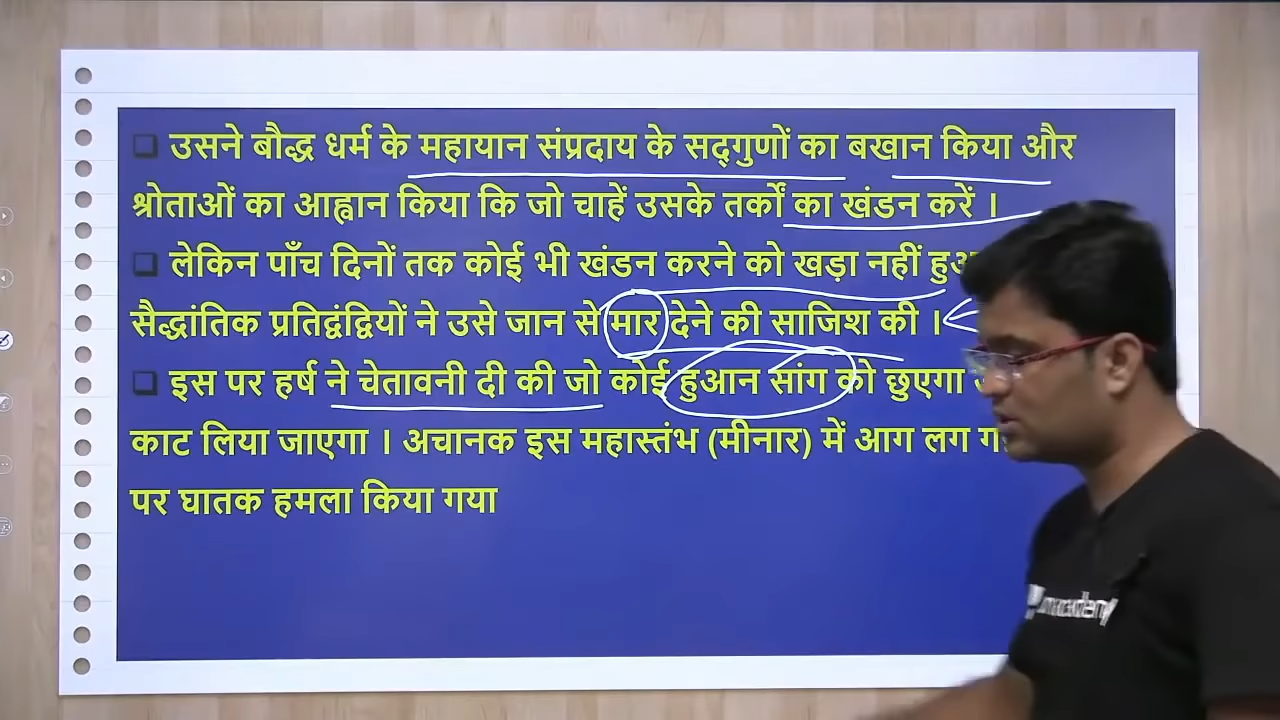 उसने बौद्ध धर्म के महायान संप्रदाय के सद्गुणों का बखान किया और
श्रोताओं का आह्वान किया कि जो चाहें उसके तर्कों का खंडन करें ।
लेकिन पाँच दिनों तक कोई भी खंडन करने को खड़ा नहीं
सैद्धांतिक प्रतिद्वंद्वियों ने उसे जान से मार देने की साजिश की ।
इस पर हर्ष ने चेतावनी दी की जो कोई हुआन सांग को छुएगा
काट लिया जाएगा । अचानक इस महास्तंभ (मीनार) में आग लग
पर घातक हमला किया गया
unacademy